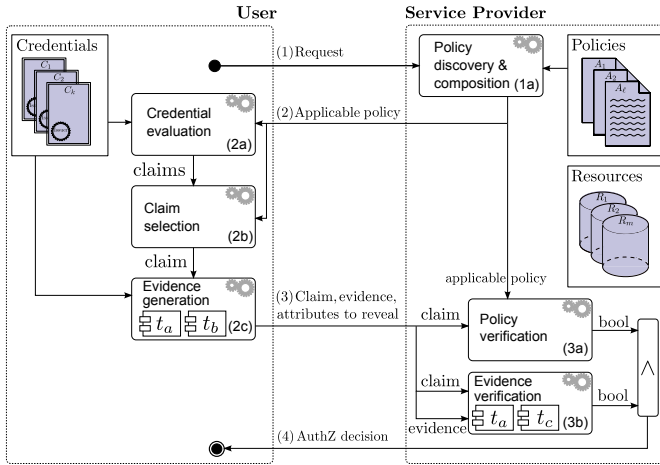 User
Service Provider
Credentials
C1
C2
Ck
(1) Request
Policy
discovery &
composition (1a)
Policies
A1
A2
Aℓ
Credential
evaluation
(2a)
(2) Applicable policy
claims
Claim
selection
(2b)
Resources
R1
R2
Rm
claim
applicable policy
Evidence
generation
ta tb (2c)
(3) Claim, evidence,
attributes to reveal
claim
Policy
verification
(3a)
bool
∧
claim
evidence
Evidence
verification
ta tc (3b)
bool
(4) AuthZ decision